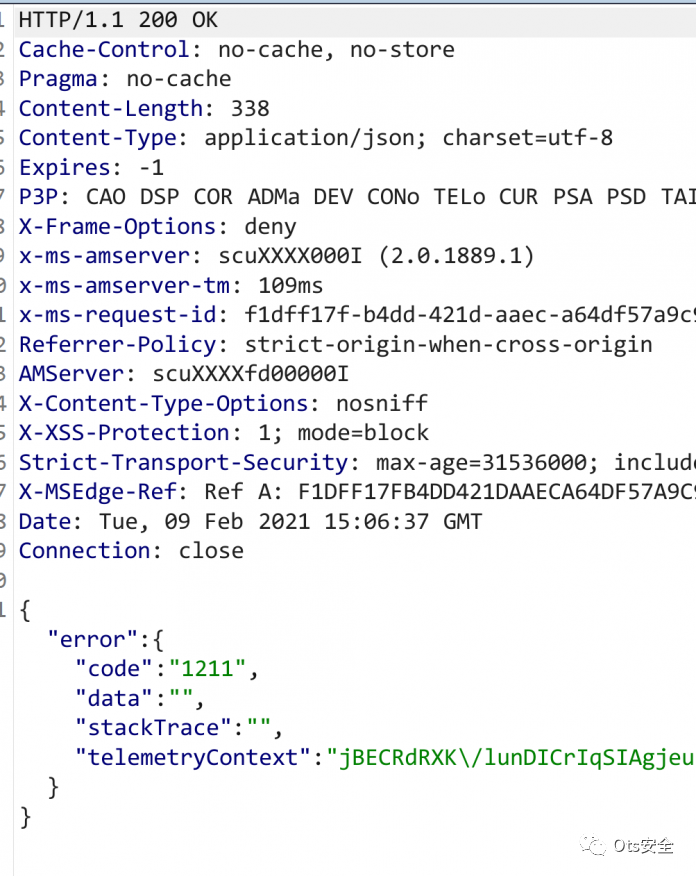 1 HTTP/1.1 200 OK
2 Cache-Control: no-cache, no-store
3 Pragma: no-cache
4 Content-Length: 338
5 Content-Type: application/json; charset=utf-8
6 Expires: -1
7 P3P: CAO DSP COR ADMa DEV CONo TELo CUR PSA PSD TAI
8 X-Frame-Options: deny
9 x-ms-amserver: scuXXXX000I (2.0.1889.1)
0 x-ms-amserver-tm: 109ms
1 x-ms-request-id: f1dff17f-b4dd-421d-aaec-a64df57a9c9
2 Referrer-Policy: strict-origin-when-cross-origin
3 AMServer: scuXXXXfd00000I
4 X-Content-Type-Options: nosniff
5 X-XSS-Protection: 1; mode=block
6 Strict-Transport-Security: max-age=31536000; include
7 X-MSEdge-Ref: Ref A: F1DFF17FB4DD421DAAECA64DF57A9C9
8 Date: Tue, 09 Feb 2021 15:06:37 GMT
9 Connection: close
0
1 {
"error":{
"code":"1211",
"data":"",
"stackTrace":"",
"telemetryContext":"jBECRdRXK\/lunDICrIqSIAgjeu
}
}
Ots安全